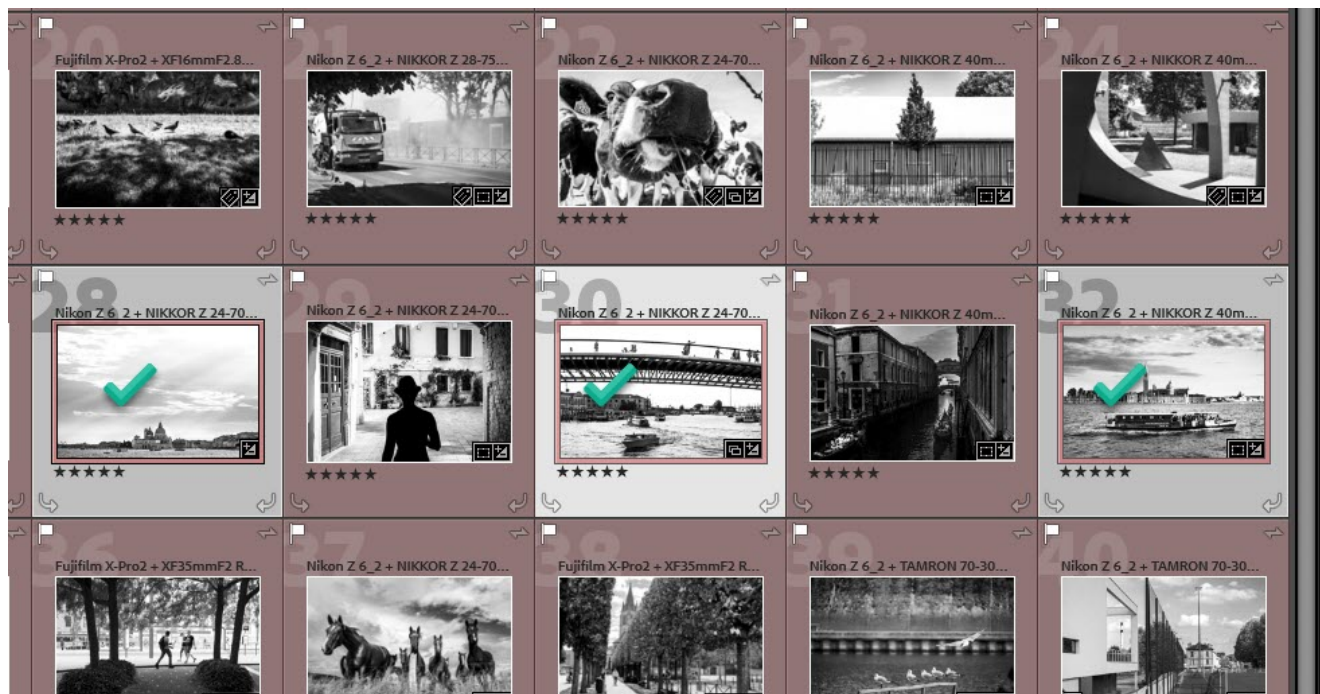 20 21 22 23 24
Fujifilm X-Pro2 + XF16mmF2.8... Nikon Z 6_2 + NIKKOR Z 28-75... Nikon Z 6_2 + NIKKOR Z 24-70... Nikon Z 6_2 + NIKKOR Z 40m... Nikon Z 6_2 + NIKKOR Z 40m...
28 29 30 31 32
Nikon Z 6_2 + NIKKOR Z 24-70... Nikon Z 6_2 + NIKKOR Z 24-70... Nikon Z 6_2 + NIKKOR Z 24-70... Nikon Z 6_2 + NIKKOR Z 40m... Nikon Z 6_2 + NIKKOR Z 40m...
36 37 38 39 40
Fujifilm X-Pro2 + XF35mmF2 R... Nikon Z 6_2 + NIKKOR Z 24-70... Fujifilm X-Pro2 + XF35mmF2 R... Nikon Z 6_2 + TAMRON 70-30... Nikon Z 6_2 + TAMRON 70-30...